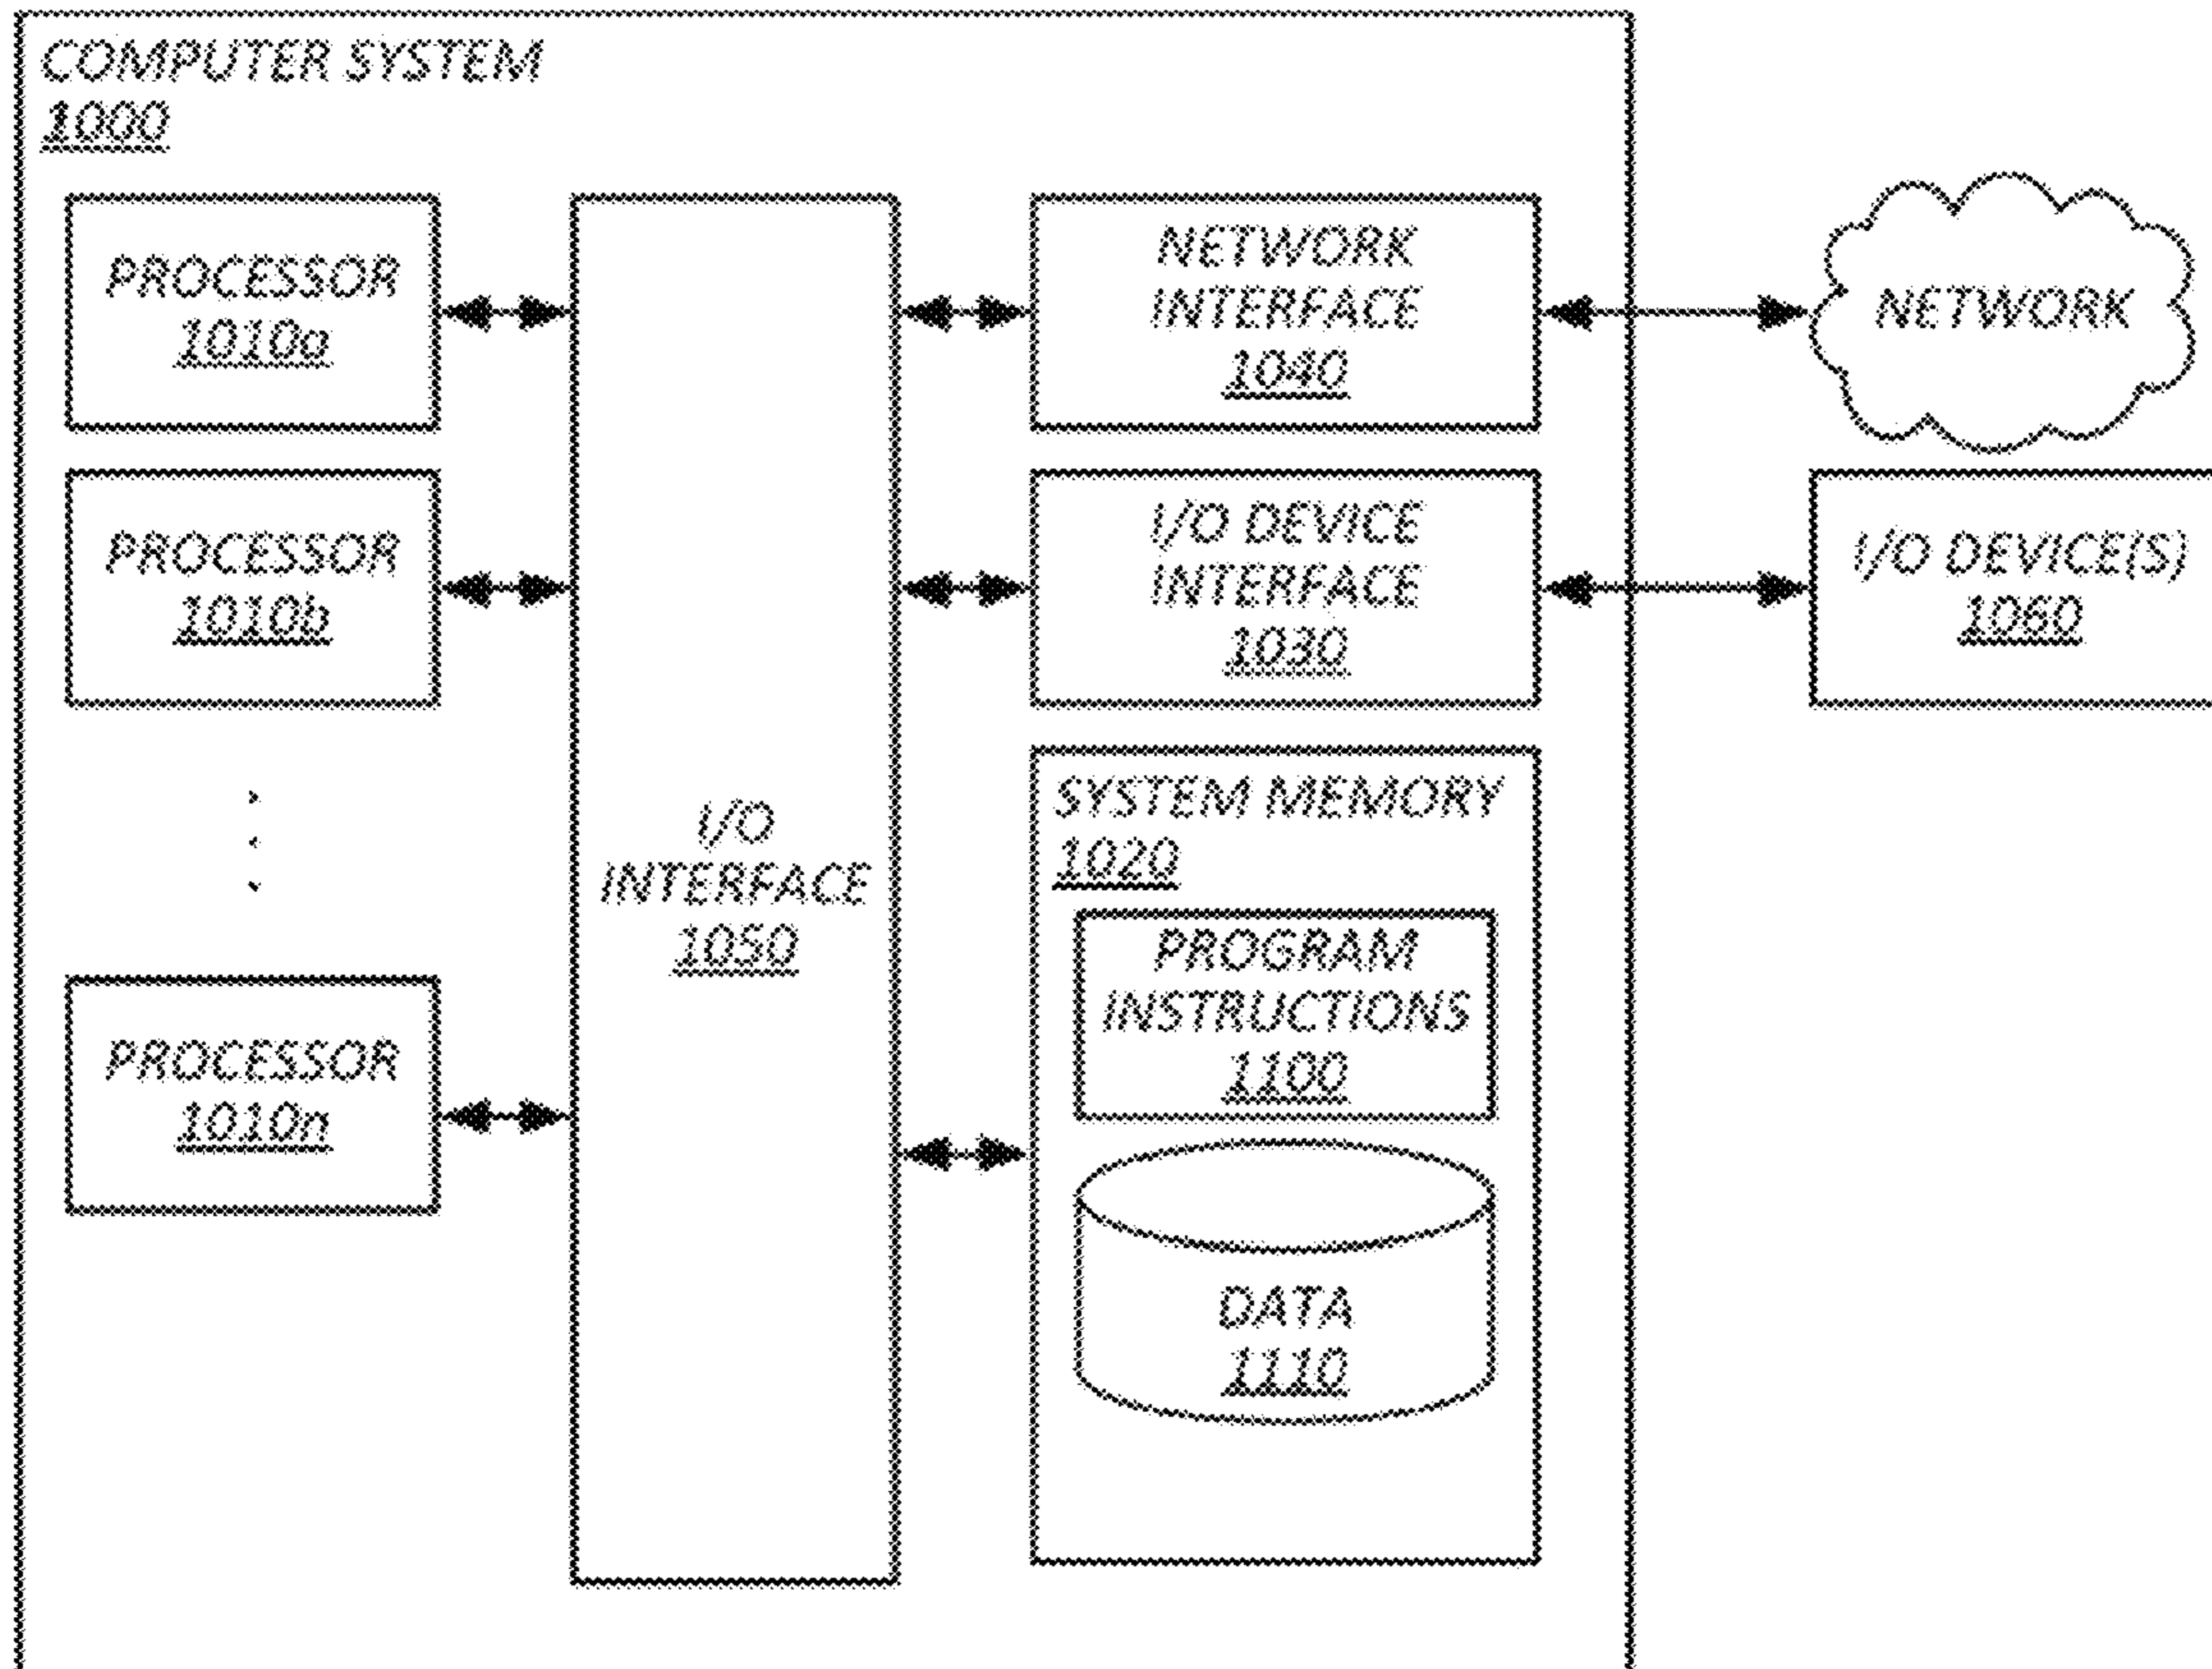 COMPUTER SYSTEM
1000
PROCESSOR
1010a
PROCESSOR
1010b
PROCESSOR
1010n
I/O
INTERFACE
1050
NETWORK
INTERFACE
1040
I/O DEVICE
INTERFACE
1030
SYSTEM MEMORY
1020
PROGRAM
INSTRUCTIONS
1100
DATA
1110
NETWORK
I/O DEVICE(S)
1060